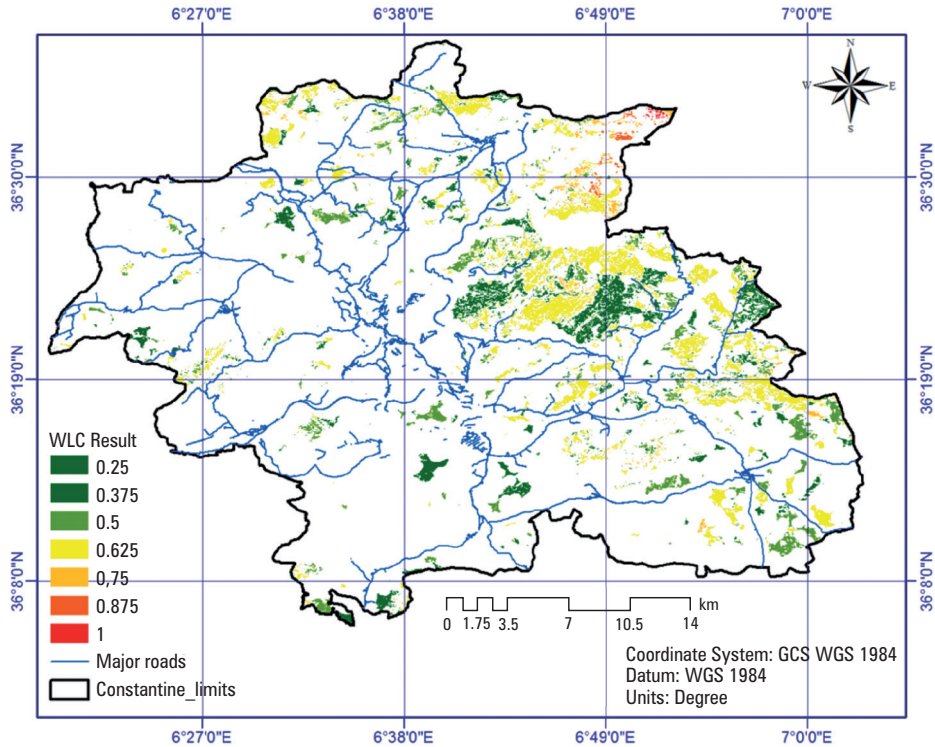 6°27'0"E 6°38'0"E 6°49'0"E 7°0'0"E
N
W E
S
36°30'0"N 36°30'0"N
36°19'0"N 36°19'0"N
WLC Result
0.25
0.375
0.5
0.625
0,75
0.875
1
Major roads
Constantine_limits
36°8'0"N 36°8'0"N
km
0 1.75 3.5 7 10.5 14
Coordinate System: GCS WGS 1984
Datum: WGS 1984
Units: Degree
6°27'0"E 6°38'0"E 6°49'0"E 7°0'0"E